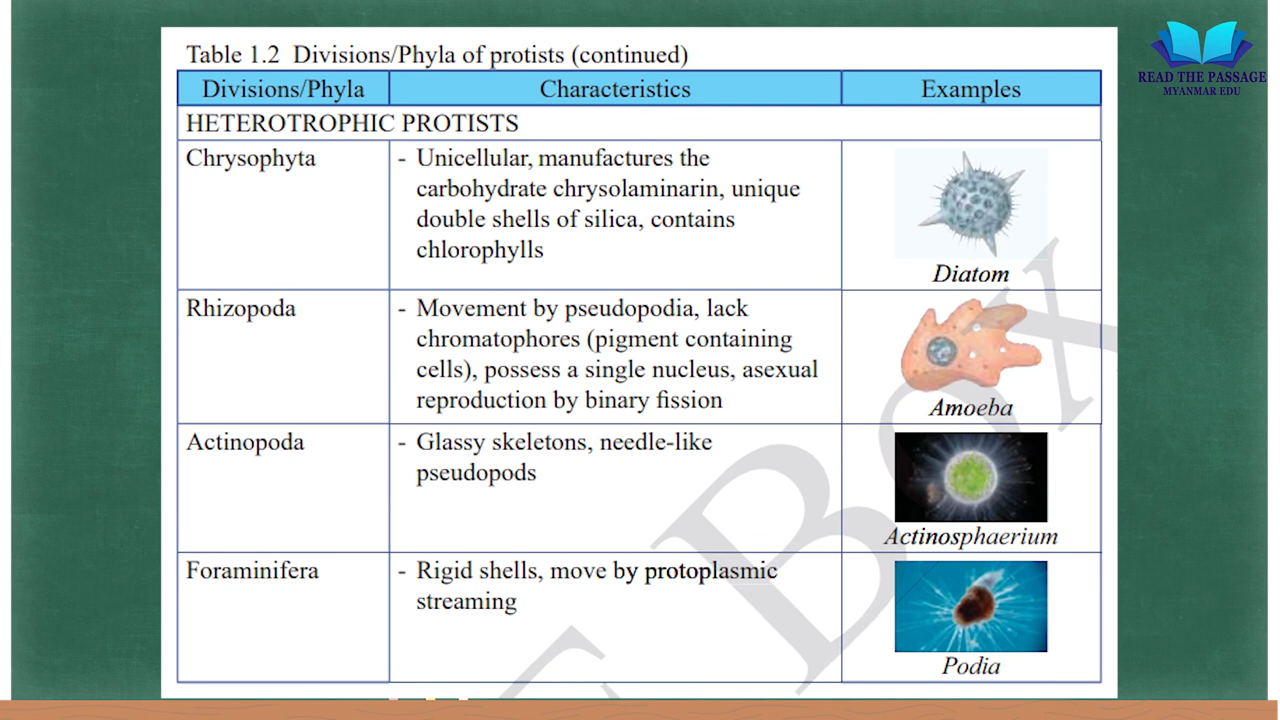 Table 1.2 Divisions/Phyla of protists (continued)
READ THE PASSAGE
MYANMAR EDU
Divisions/Phyla
Characteristics
Examples
HETEROTROPHIC PROTISTS
Chrysophyta
- Unicellular, manufactures the
carbohydrate chrysolaminarin, unique
double shells of silica, contains
chlorophylls
Diatom
Rhizopoda
- Movement by pseudopodia, lack
chromatophores (pigment containing
cells), possess a single nucleus, asexual
reproduction by binary fission
Amoeba
Actinopoda
- Glassy skeletons, needle-like
pseudopods
Actinosphaerium
Foraminifera
- Rigid shells, move by protoplasmic
streaming
Podia
Box